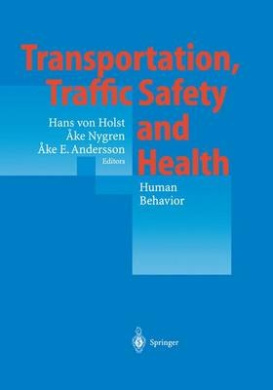 Transportation,
Traffic Safety
and
Health
Hans von Holst
Åke Nygren
Åke E. Andersson
Editors
Human
Behavior
Springer